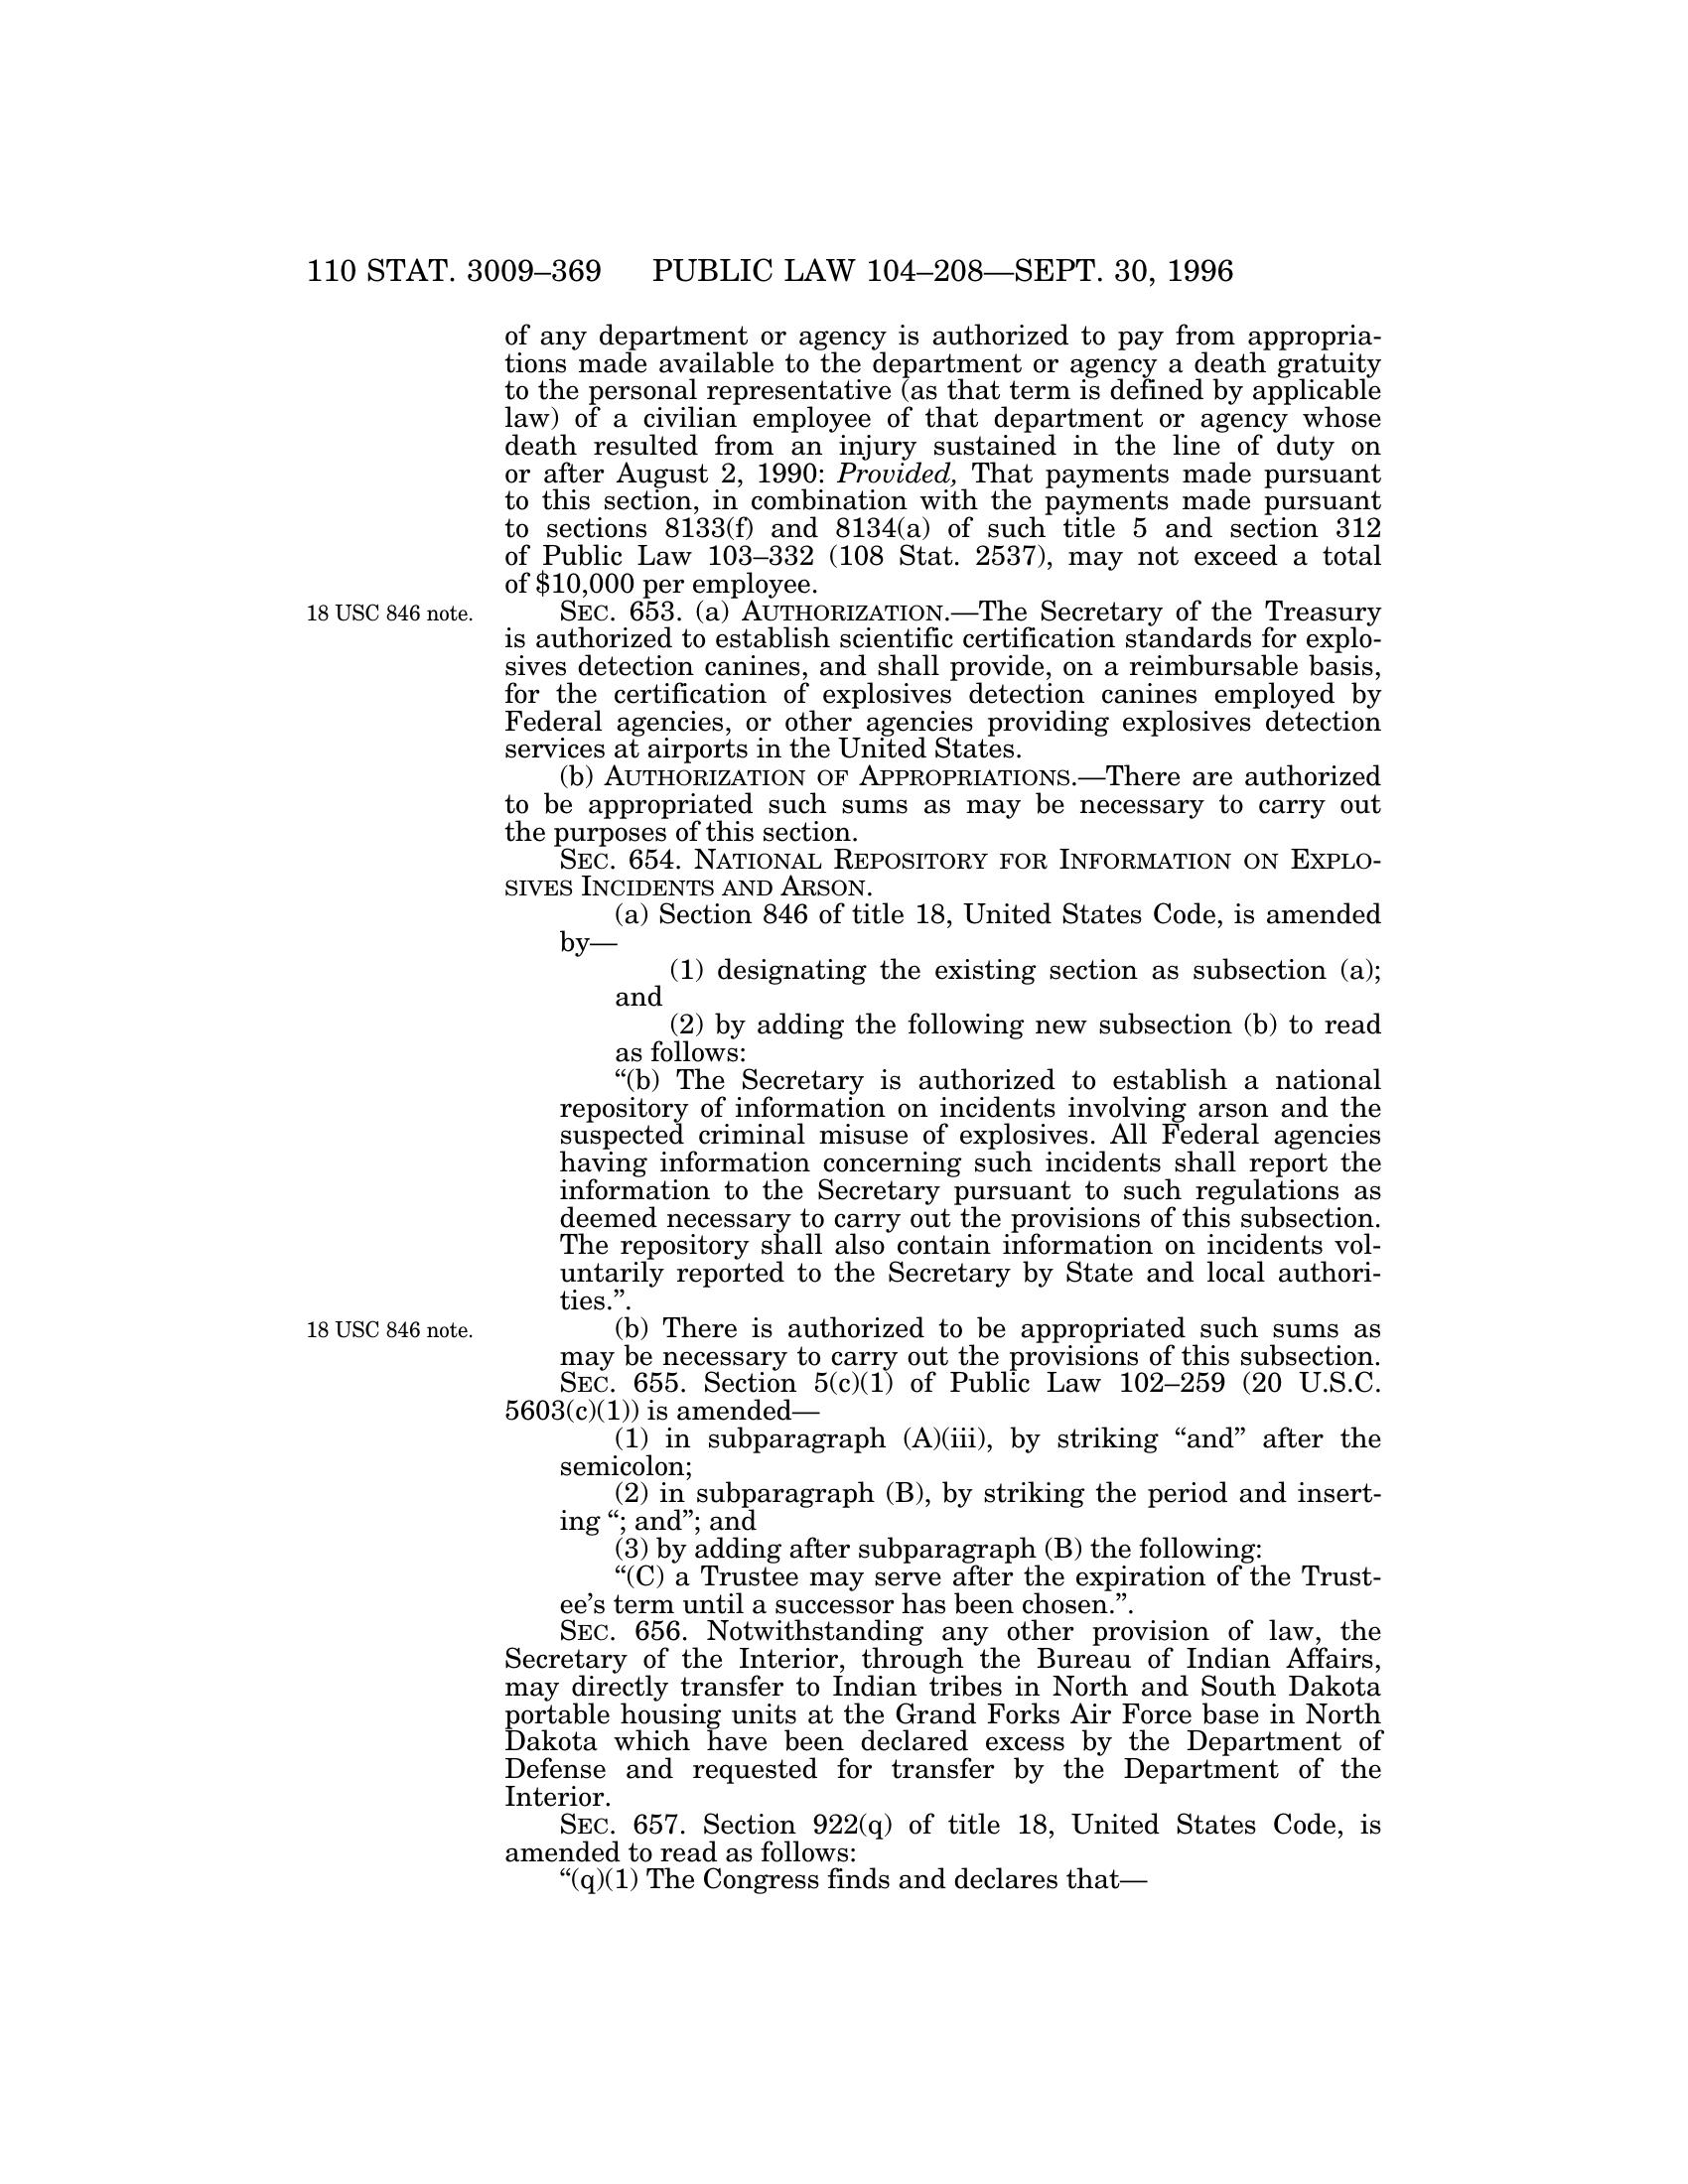 110 STAT. 3009–369 PUBLIC LAW 104–208—SEPT. 30, 1996
of any department or agency is authorized to pay from appropria-
tions made available to the department or agency a death gratuity
to the personal representative (as that term is defined by applicable
law) of a civilian employee of that department or agency whose
death resulted from an injury sustained in the line of duty on
or after August 2, 1990: Provided, That payments made pursuant
to this section, in combination with the payments made pursuant
to sections 8133(f) and 8134(a) of such title 5 and section 312
of Public Law 103–332 (108 Stat. 2537), may not exceed a total
of $10,000 per employee.
18 USC 846 note.
SEC. 653. (a) AUTHORIZATION.—The Secretary of the Treasury
is authorized to establish scientific certification standards for explo-
sives detection canines, and shall provide, on a reimbursable basis,
for the certification of explosives detection canines employed by
Federal agencies, or other agencies providing explosives detection
services at airports in the United States.
(b) AUTHORIZATION OF APPROPRIATIONS.—There are authorized
to be appropriated such sums as may be necessary to carry out
the purposes of this section.
SEC. 654. NATIONAL REPOSITORY FOR INFORMATION ON EXPLO-
SIVES INCIDENTS AND ARSON.
(a) Section 846 of title 18, United States Code, is amended
by—
(1) designating the existing section as subsection (a);
and
(2) by adding the following new subsection (b) to read
as follows:
“(b) The Secretary is authorized to establish a national
repository of information on incidents involving arson and the
suspected criminal misuse of explosives. All Federal agencies
having information concerning such incidents shall report the
information to the Secretary pursuant to such regulations as
deemed necessary to carry out the provisions of this subsection.
The repository shall also contain information on incidents vol-
untarily reported to the Secretary by State and local authori-
ties.”.
18 USC 846 note.
(b) There is authorized to be appropriated such sums as
may be necessary to carry out the provisions of this subsection.
SEC. 655. Section 5(c)(1) of Public Law 102–259 (20 U.S.C.
5603(c)(1)) is amended—
(1) in subparagraph (A)(iii), by striking “and” after the
semicolon;
(2) in subparagraph (B), by striking the period and insert-
ing “; and”; and
(3) by adding after subparagraph (B) the following:
“(C) a Trustee may serve after the expiration of the Trust-
ee’s term until a successor has been chosen.”.
SEC. 656. Notwithstanding any other provision of law, the
Secretary of the Interior, through the Bureau of Indian Affairs,
may directly transfer to Indian tribes in North and South Dakota
portable housing units at the Grand Forks Air Force base in North
Dakota which have been declared excess by the Department of
Defense and requested for transfer by the Department of the
Interior.
SEC. 657. Section 922(q) of title 18, United States Code, is
amended to read as follows:
“(q)(1) The Congress finds and declares that—